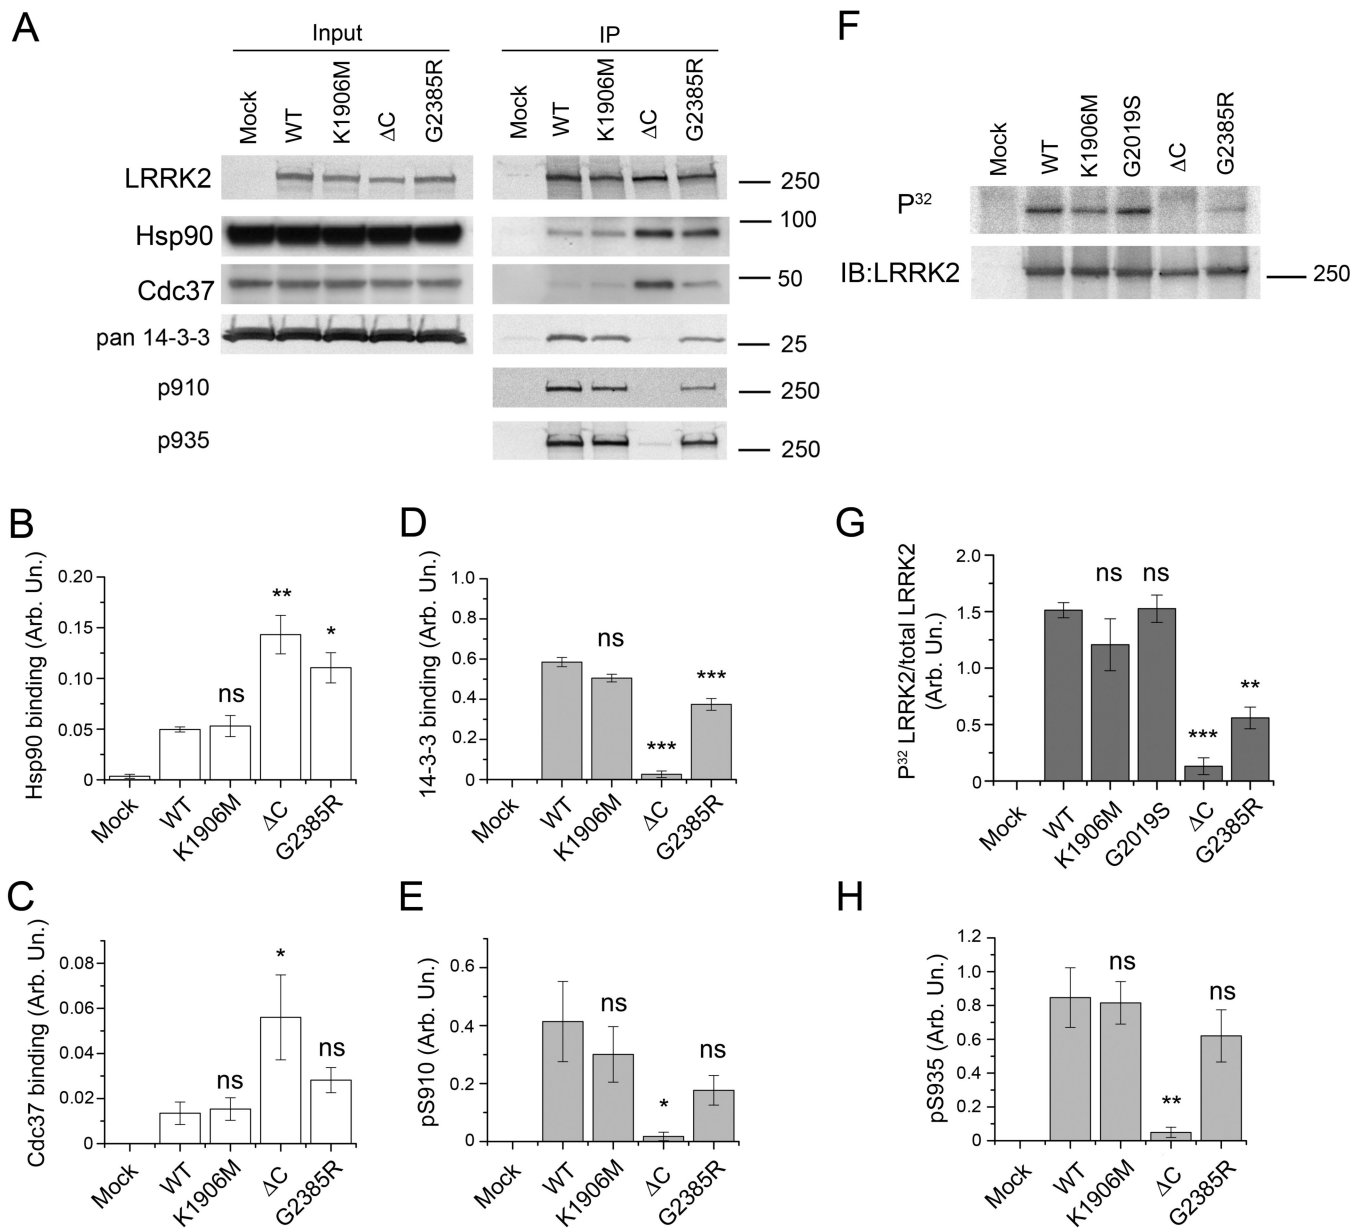 A
Input
IP
Mock
WT
K1906M
ΔC
G2385R
Mock
WT
K1906M
ΔC
G2385R
LRRK2
250
Hsp90
100
Cdc37
50
pan 14-3-3
25
p910
250
p935
250
F
Mock
WT
K1906M
G2019S
ΔC
G2385R
P³²
IB:LRRK2
250
B
Hsp90 binding (Arb. Un.)
0.20
0.15
0.10
0.05
0
ns
**
*
Mock
WT
K1906M
ΔC
G2385R
D
14-3-3 binding (Arb. Un.)
1.0
0.8
0.6
0.4
0.2
0
ns
***
***
Mock
WT
K1906M
ΔC
G2385R
G
P³² LRRK2/total LRRK2
(Arb. Un.)
2.0
1.5
1.0
0.5
0
ns
ns
***
**
Mock
WT
K1906M
G2019S
ΔC
G2385R
C
Cdc37 binding (Arb. Un.)
0.08
0.06
0.04
0.02
0
ns
*
ns
Mock
WT
K1906M
ΔC
G2385R
E
pS910 (Arb. Un.)
0.6
0.4
0.2
0
ns
*
ns
Mock
WT
K1906M
ΔC
G2385R
H
pS935 (Arb. Un.)
1.2
1.0
0.8
0.6
0.4
0.2
0
ns
**
ns
Mock
WT
K1906M
ΔC
G2385R